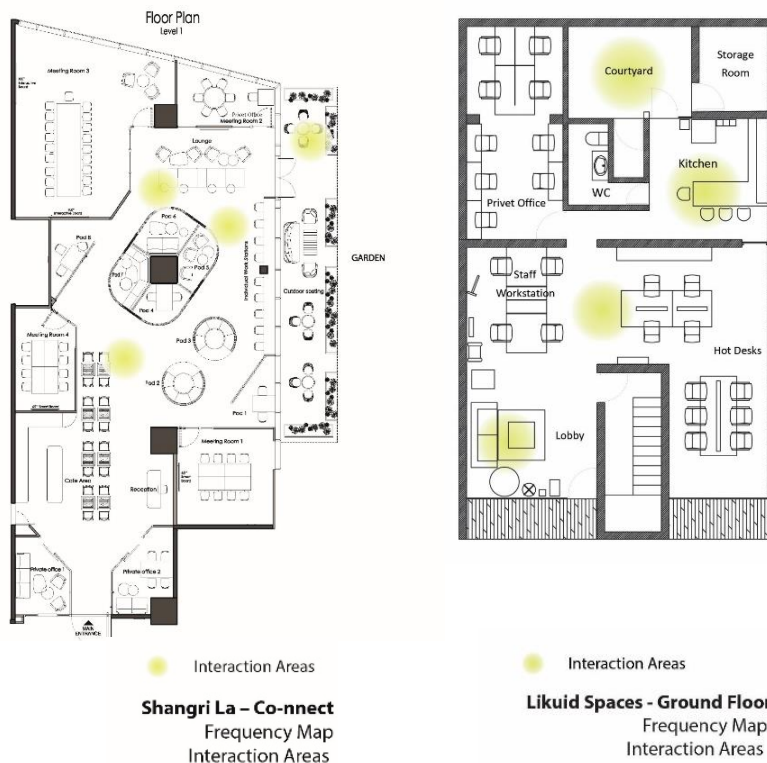 Floor Plan
Level 1
Meeting Room 3
Privet Office
Meeting Room 2
Lounge
Pod 6
Pod 8
Pod 7
Pod 5
Pod 4
Individual Work Stations
GARDEN
Outdoor seating
Meeting Room 4
Pod 3
Pod 2
Pod 1
Meeting Room 1
Cafe Area
Reception
Private office 1
Private office 2
MAIN
ENTRANCE
Interaction Areas
Shangri La – Co-nnect
Frequency Map
Interaction Areas
Courtyard
Storage
Room
Kitchen
Privet Office
WC
Staff
Workstation
Hot Desks
Lobby
Interaction Areas
Likuid Spaces - Ground Floor
Frequency Map
Interaction Areas